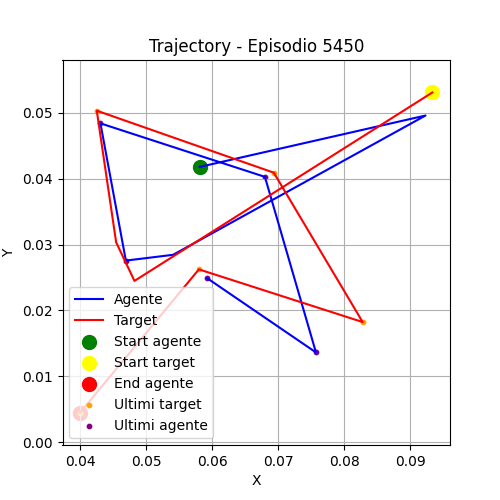 Trajectory - Episodio 5450
0.05
0.04
0.03
0.02
0.01
0.00
Y
Agente
Target
Start agente
Start target
End agente
Ultimi target
Ultimi agente
0.04 0.05 0.06 0.07 0.08 0.09
X